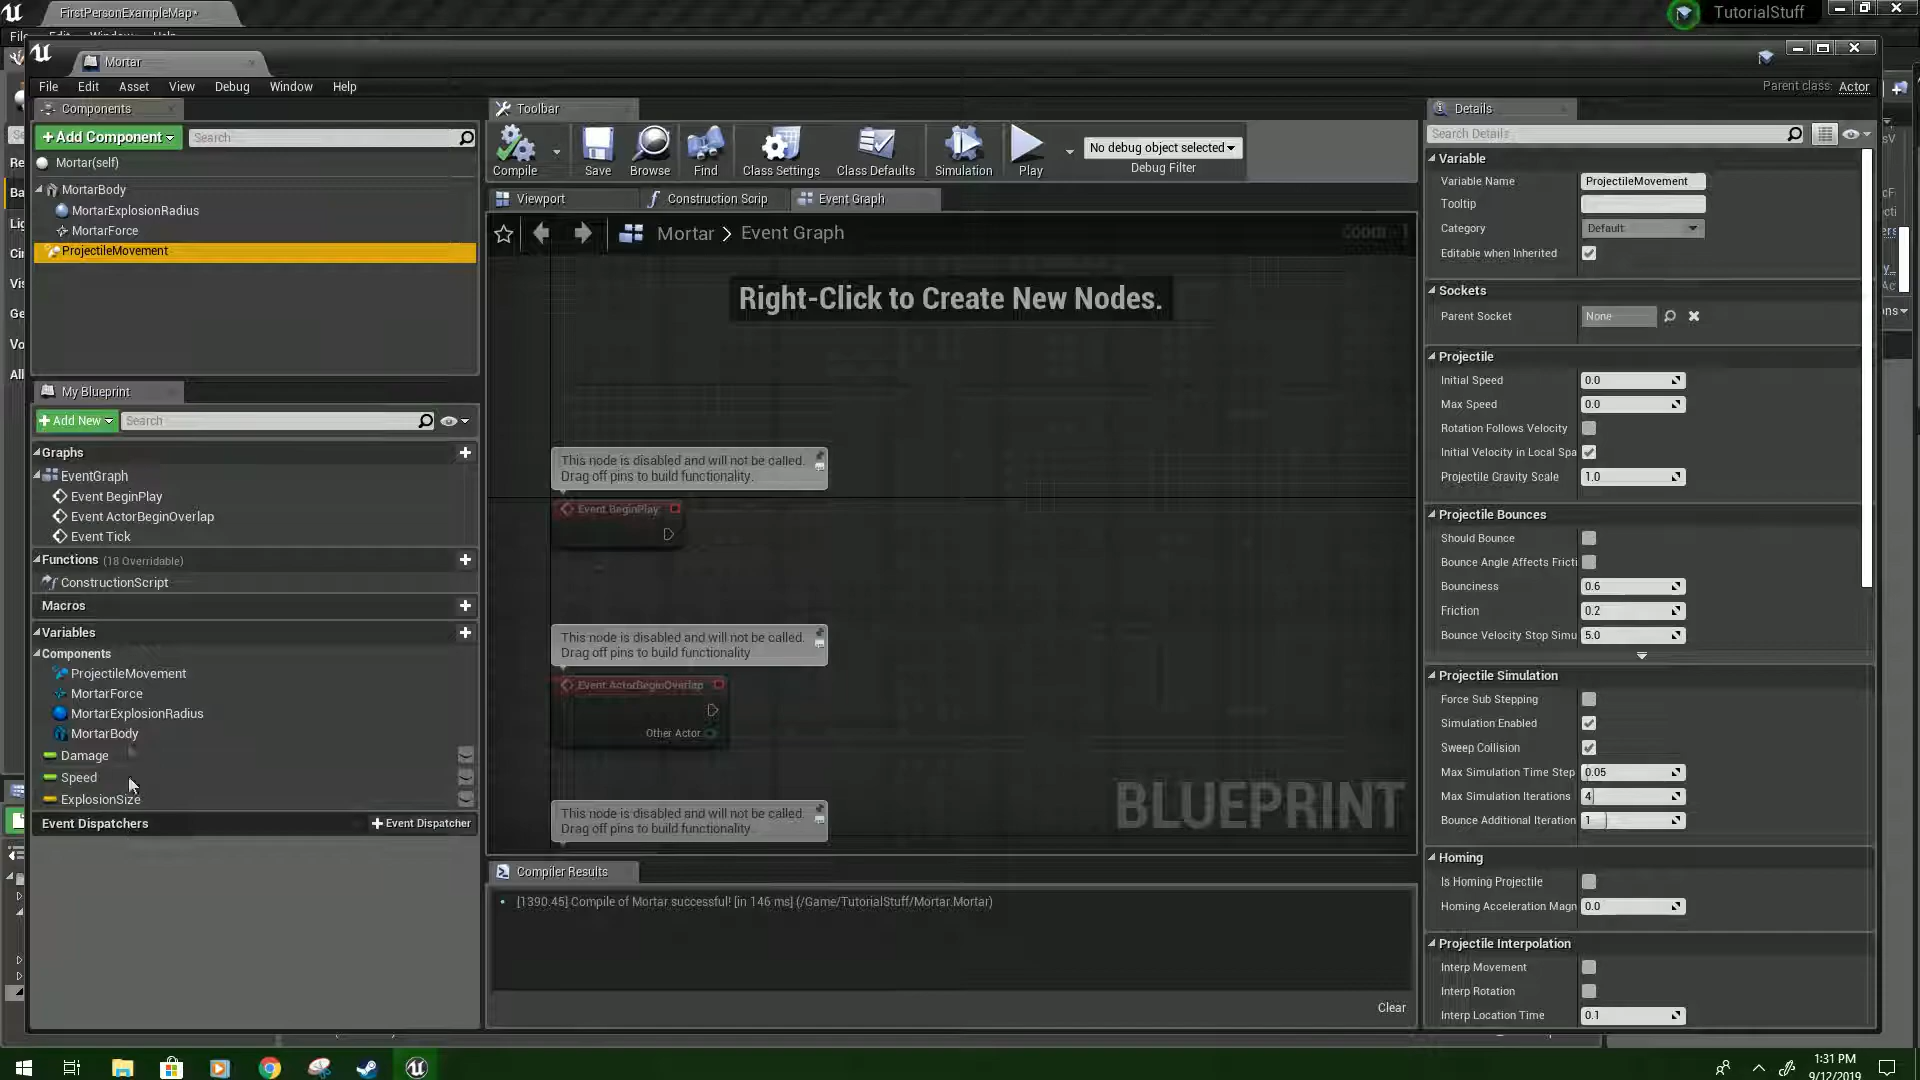 FirstPersonExampleMap*
TutorialStuff
Mortar
File Edit Asset View Debug Window Help
Parent class: Actor
Components
+ Add Component
Search
Mortar(self)
MortarBody
MortarExplosionRadius
MortarForce
ProjectileMovement
My Blueprint
+ Add New
Search
Graphs
EventGraph
Event BeginPlay
Event ActorBeginOverlap
Event Tick
Functions (18 Overridable)
ConstructionScript
Macros
Variables
Components
ProjectileMovement
MortarForce
MortarExplosionRadius
MortarBody
Damage
Speed
ExplosionSize
Event Dispatchers
+ Event Dispatcher
Toolbar
Compile
Save
Browse
Find
Class Settings
Class Defaults
Simulation
Play
No debug object selected
Debug Filter
Viewport
Construction Scrip
Event Graph
Mortar > Event Graph
Right-Click to Create New Nodes.
This node is disabled and will not be called.
Drag off pins to build functionality.
Event BeginPlay
This node is disabled and will not be called.
Drag off pins to build functionality
Event ActorBeginOverlap
Other Actor
This node is disabled and will not be called.
Drag off pins to build functionality.
BLUEPRINT
Compiler Results
[1390.45] Compile of Mortar successful! [in 146 ms] (/Game/TutorialStuff/Mortar.Mortar)
Clear
Details
Search Details
Variable
Variable Name ProjectileMovement
Tooltip
Category Default
Editable when Inherited
Sockets
Parent Socket None
Projectile
Initial Speed 0.0
Max Speed 0.0
Rotation Follows Velocity
Initial Velocity in Local Spa
Projectile Gravity Scale 1.0
Projectile Bounces
Should Bounce
Bounce Angle Affects Fricti
Bounciness 0.6
Friction 0.2
Bounce Velocity Stop Simu 5.0
Projectile Simulation
Force Sub Stepping
Simulation Enabled
Sweep Collision
Max Simulation Time Step 0.05
Max Simulation Iterations 4
Bounce Additional Iteration 1
Homing
Is Homing Projectile
Homing Acceleration Magn 0.0
Projectile Interpolation
Interp Movement
Interp Rotation
Interp Location Time 0.1
1:31 PM
9/12/2019